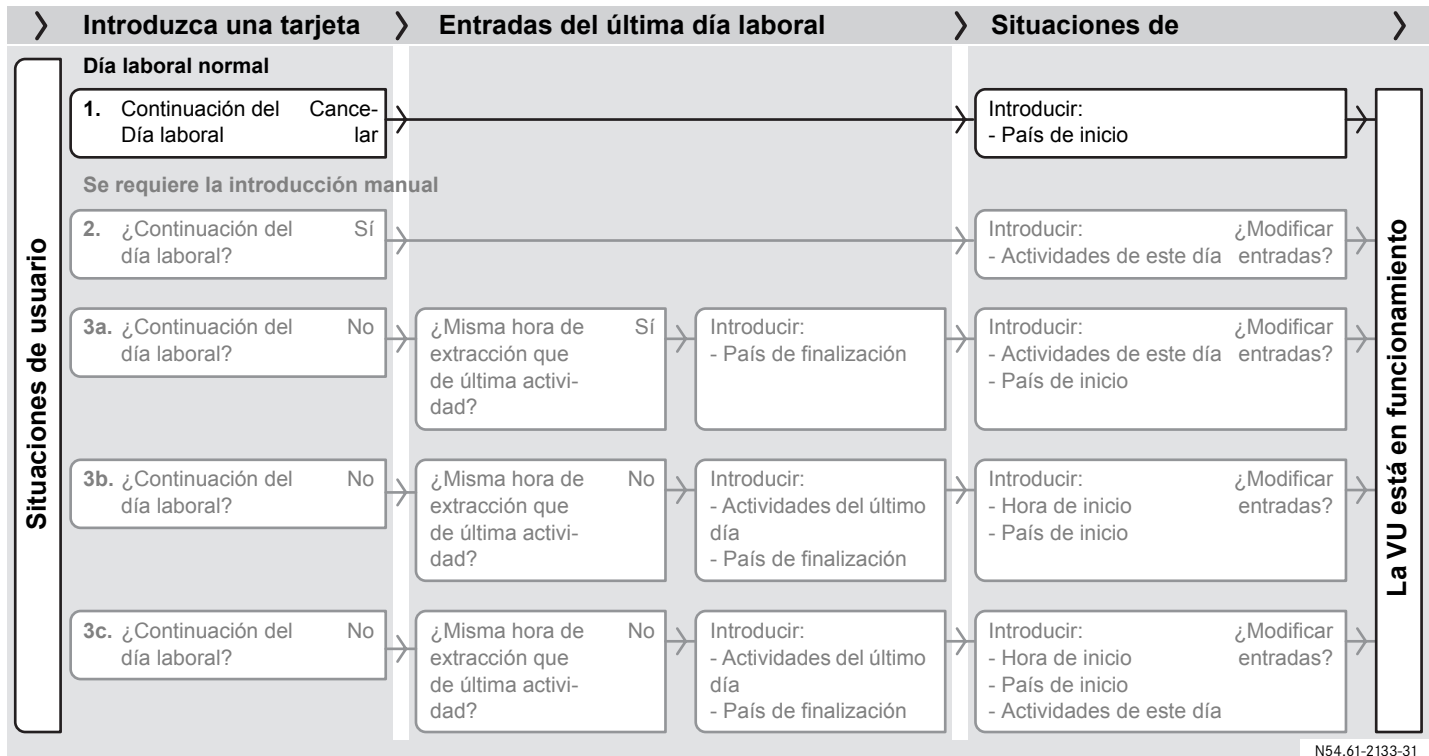 Introduzca una tarjeta
Entradas del última día laboral
Situaciones de
Situaciones de usuario
Día laboral normal
1. Continuación del Cance-
Día laboral lar
Introducir:
- País de inicio
Se requiere la introducción manual
2. ¿Continuación del Sí
día laboral?
Introducir: ¿Modificar
- Actividades de este día entradas?
3a. ¿Continuación del No
día laboral?
¿Misma hora de Sí
extracción que
de última activi-
dad?
Introducir:
- País de finalización
Introducir: ¿Modificar
- Actividades de este día entradas?
- País de inicio
3b. ¿Continuación del No
día laboral?
¿Misma hora de No
extracción que
de última activi-
dad?
Introducir:
- Actividades del último
día
- País de finalización
Introducir: ¿Modificar
- Hora de inicio entradas?
- País de inicio
3c. ¿Continuación del No
día laboral?
¿Misma hora de No
extracción que
de última activi-
dad?
Introducir:
- Actividades del último
día
- País de finalización
Introducir: ¿Modificar
- Hora de inicio entradas?
- País de inicio
- Actividades de este día
La VU está en funcionamiento
N54.61-2133-31